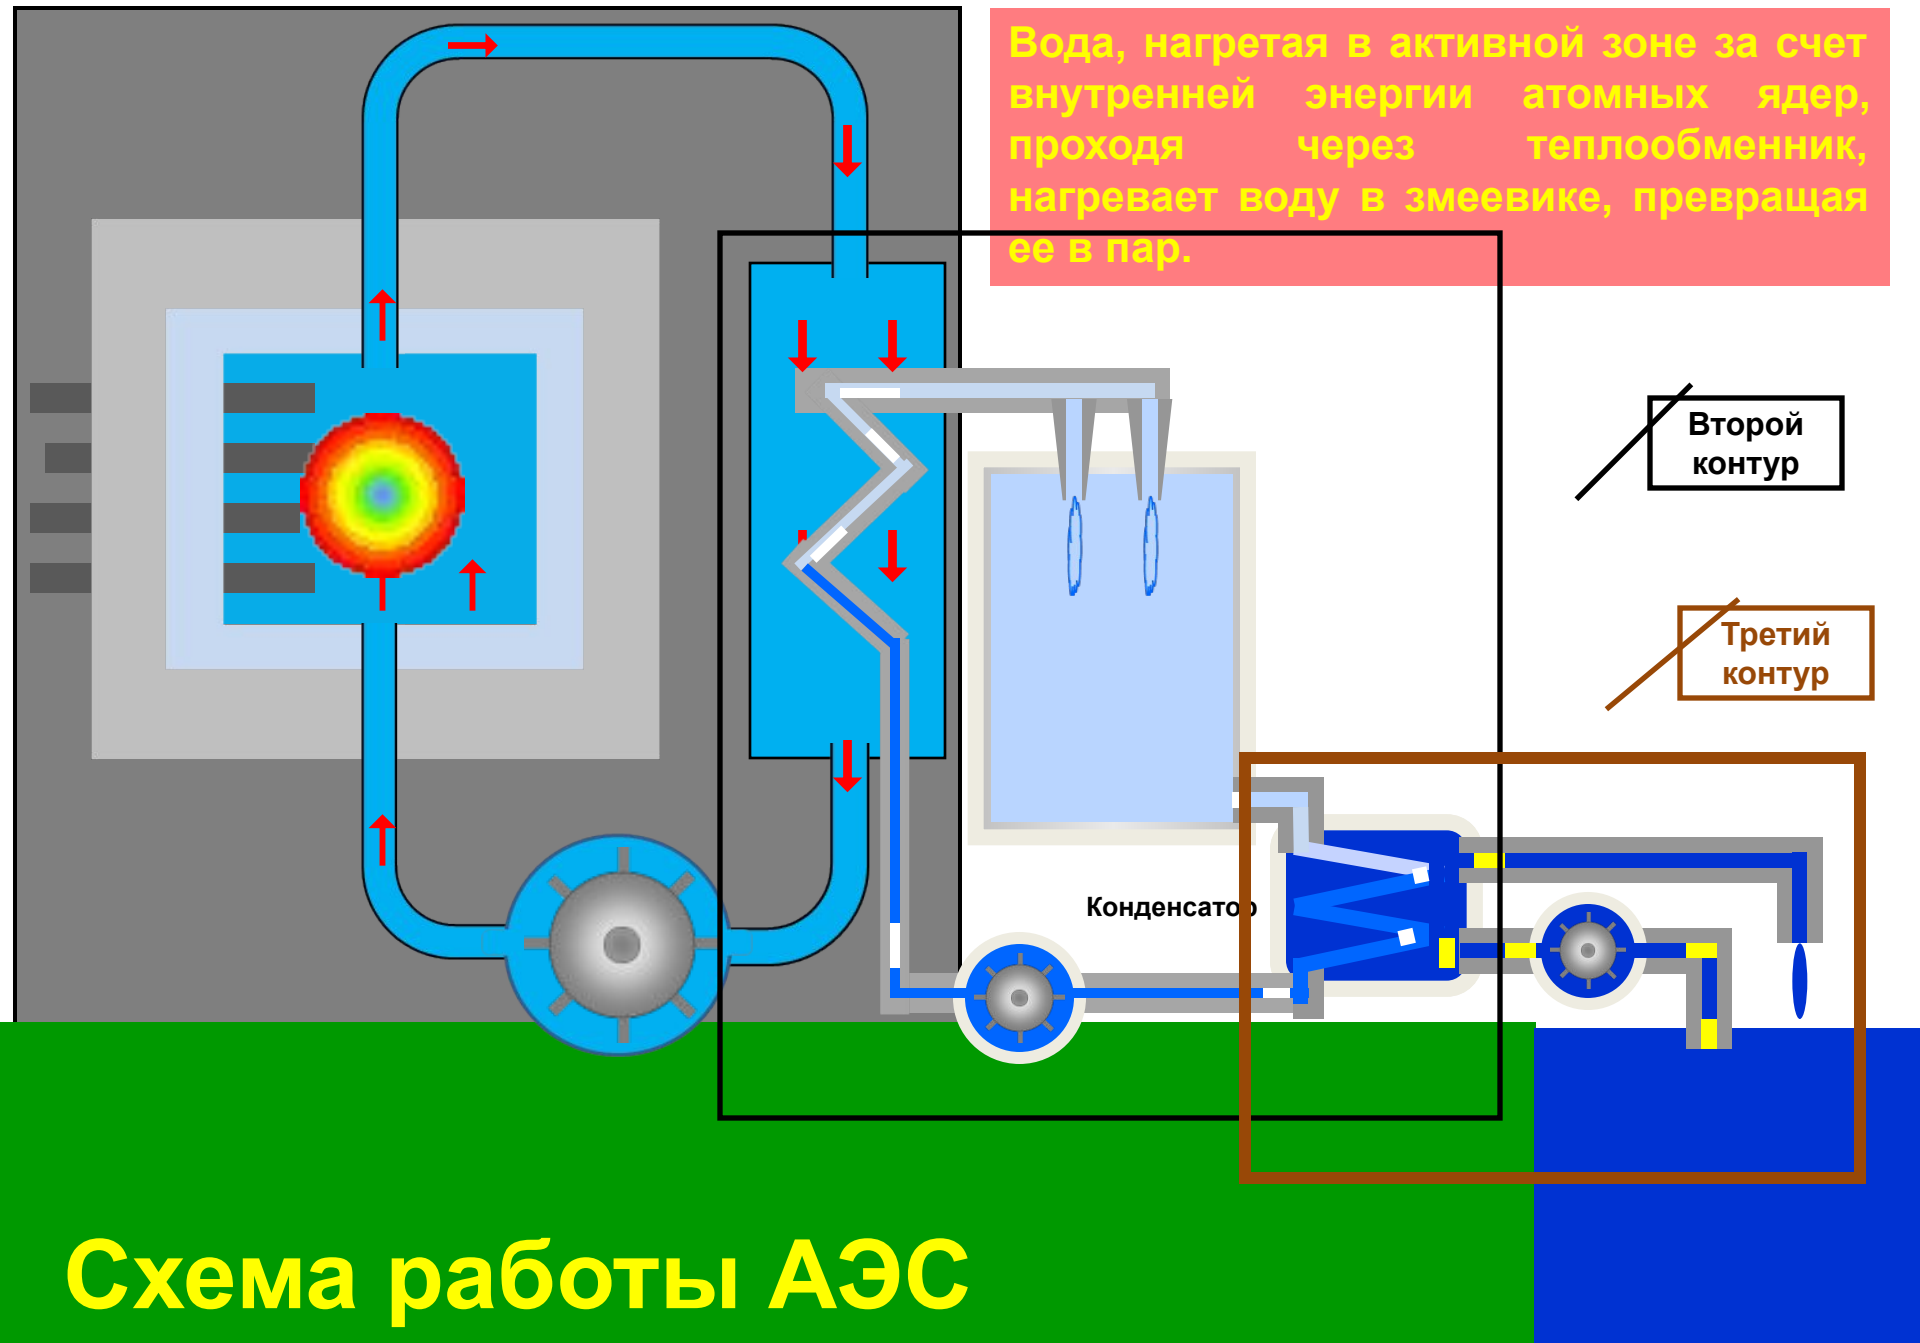 Вода, нагретая в активной зоне за счет
внутренней энергии атомных ядер,
проходя через теплообменник,
нагревает воду в змеевике, превращая
ее в пар.
Второй
контур
Третий
контур
Конденсатор
Схема работы АЭС